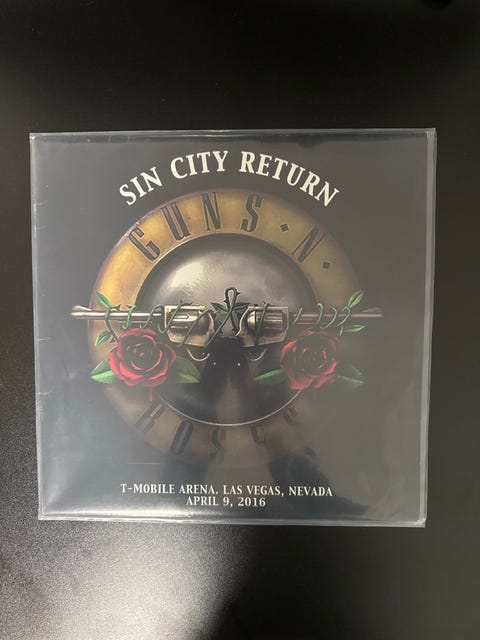 SIN CITY RETURN
GUNS • N •
ROSES
T-MOBILE ARENA. LAS VEGAS, NEVADA
APRIL 9, 2016